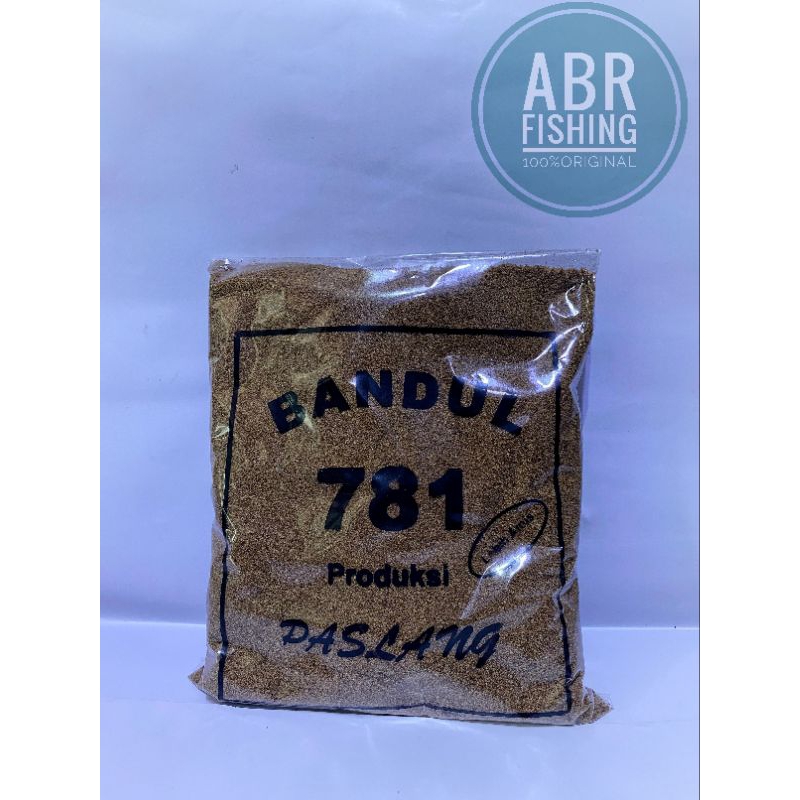 ABR
FISHING
100%ORIGINAL
BANDUL
781
Produksi
PASLANG